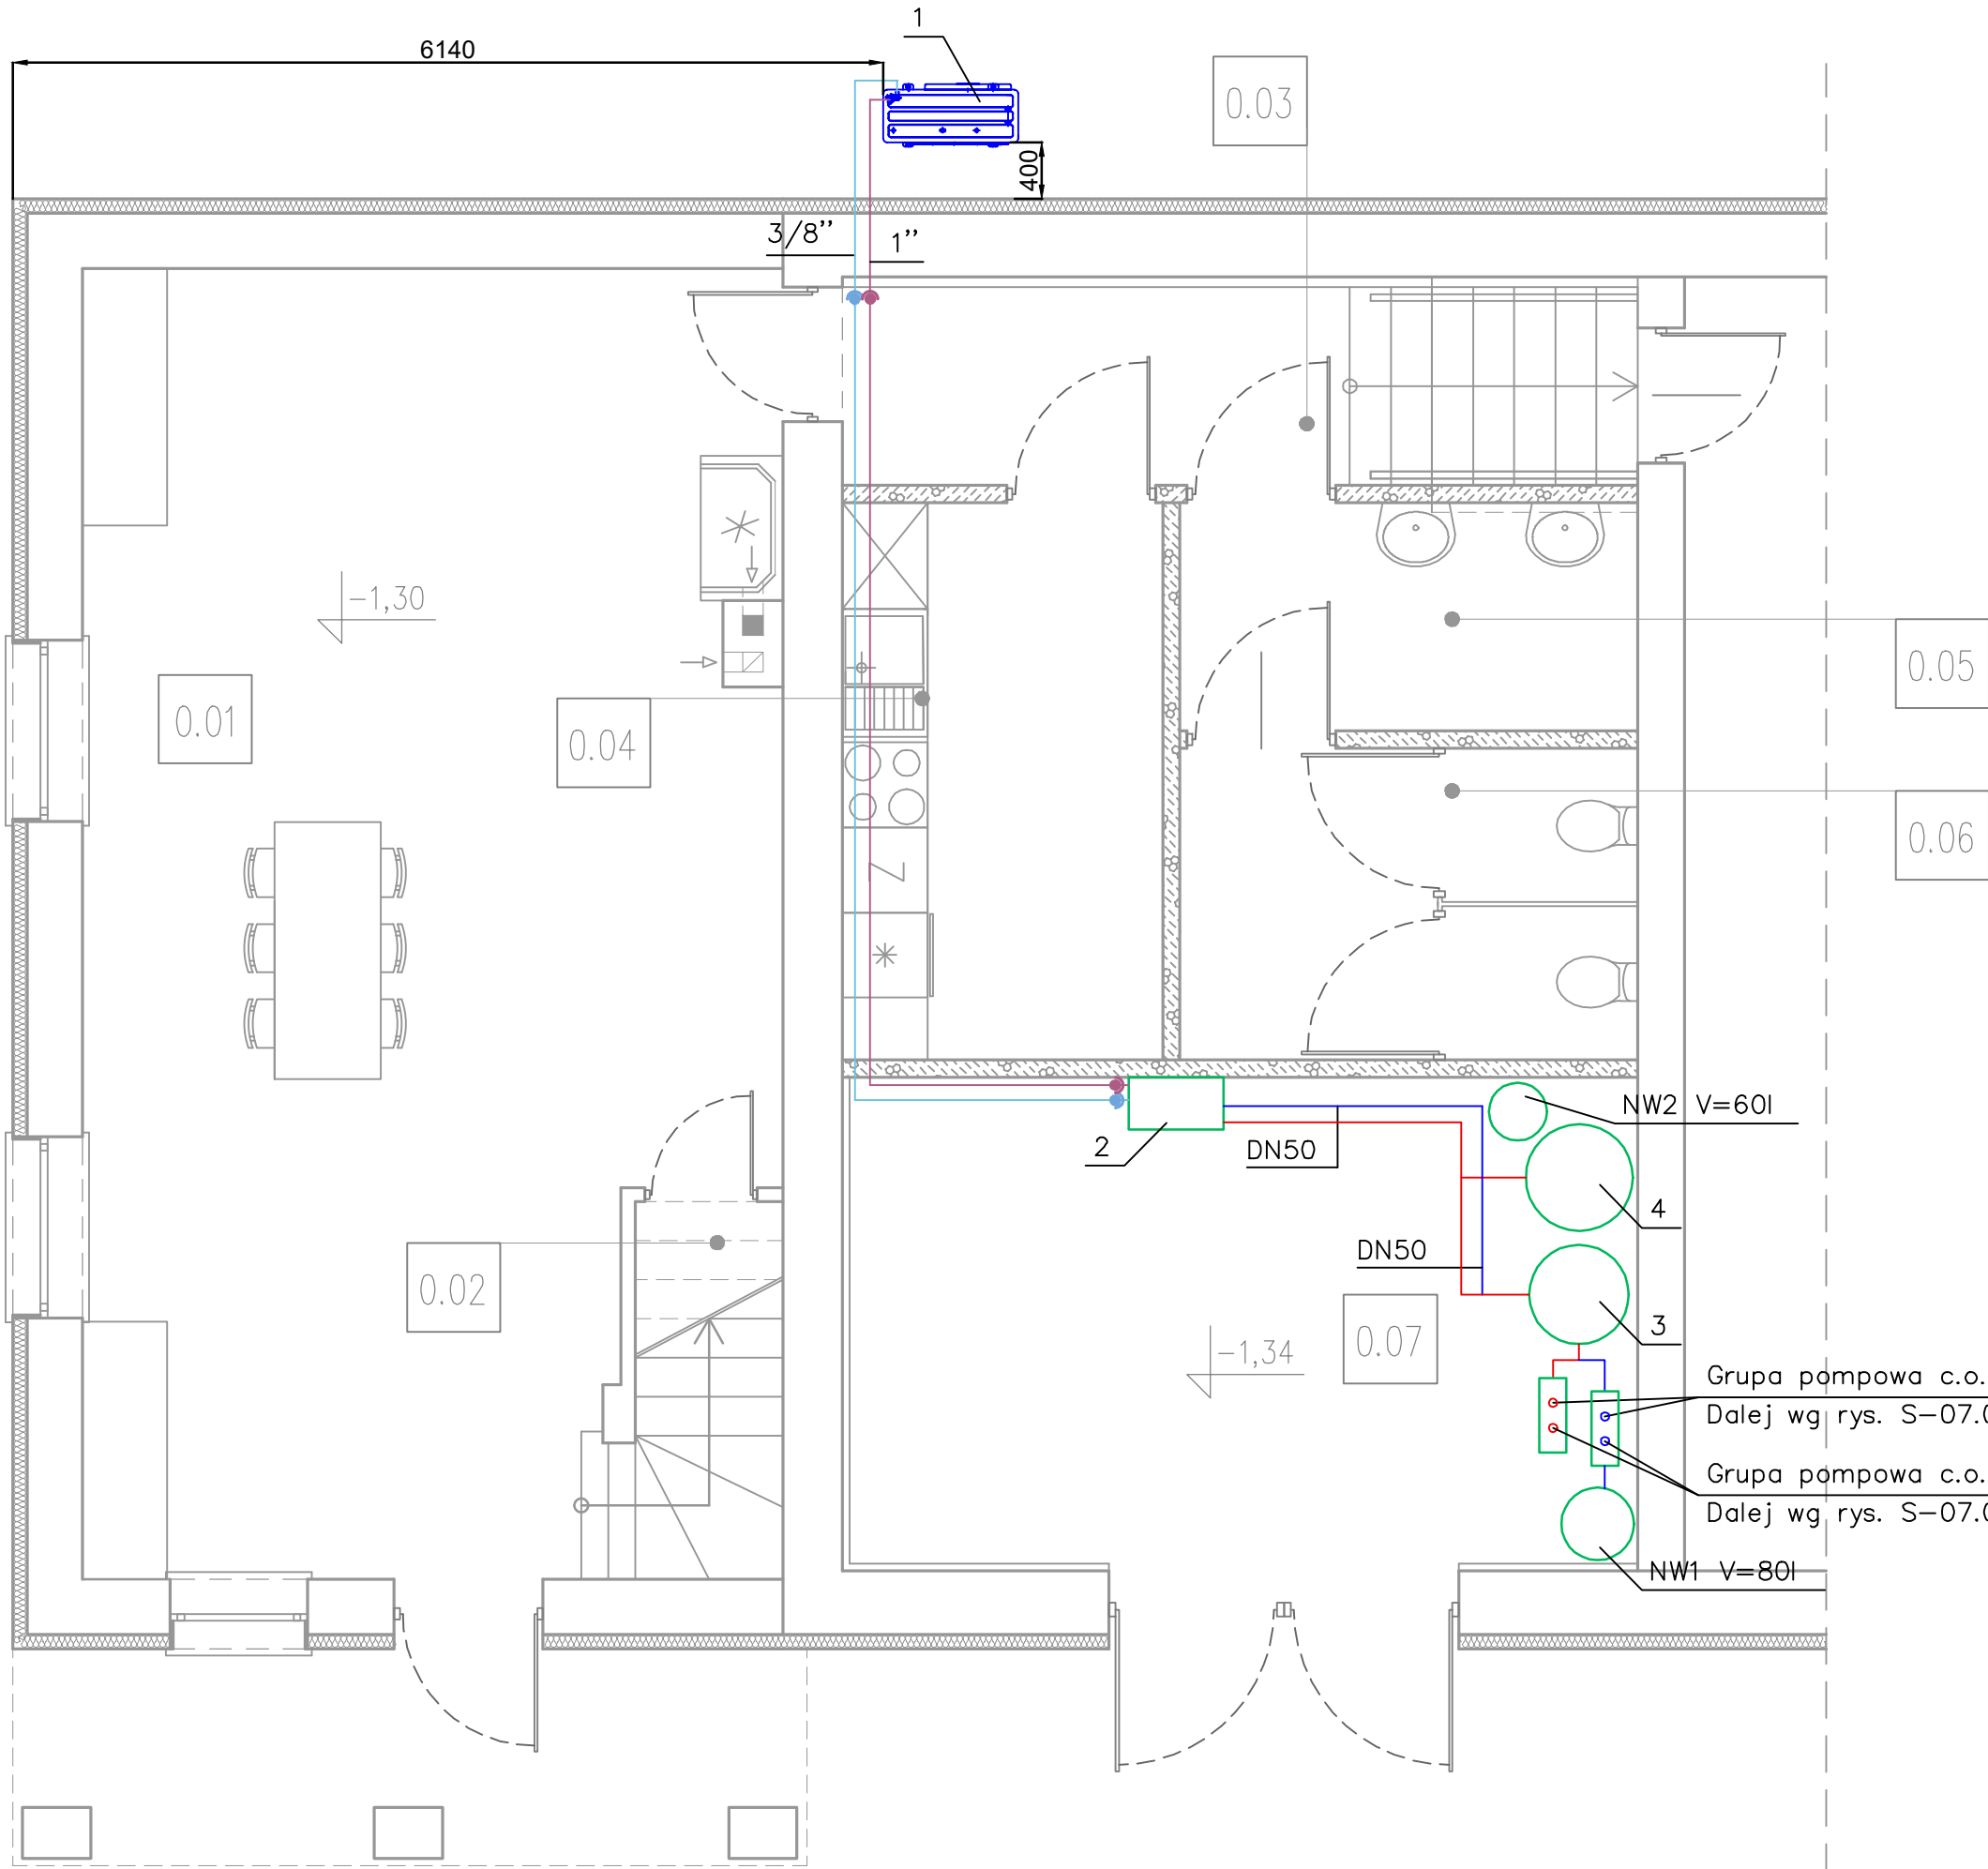 1
6140
0.03
400
3/8’’
1’’
-1,30
0.05
0.01
0.04
0.06
NW2 V=60l
2
DN50
4
DN50
0.02
3
0.07
-1,34
Grupa pompowa c.o.
Dalej wg rys. S-07.0
Grupa pompowa c.o.
Dalej wg rys. S-07.0
NW1 V=80l